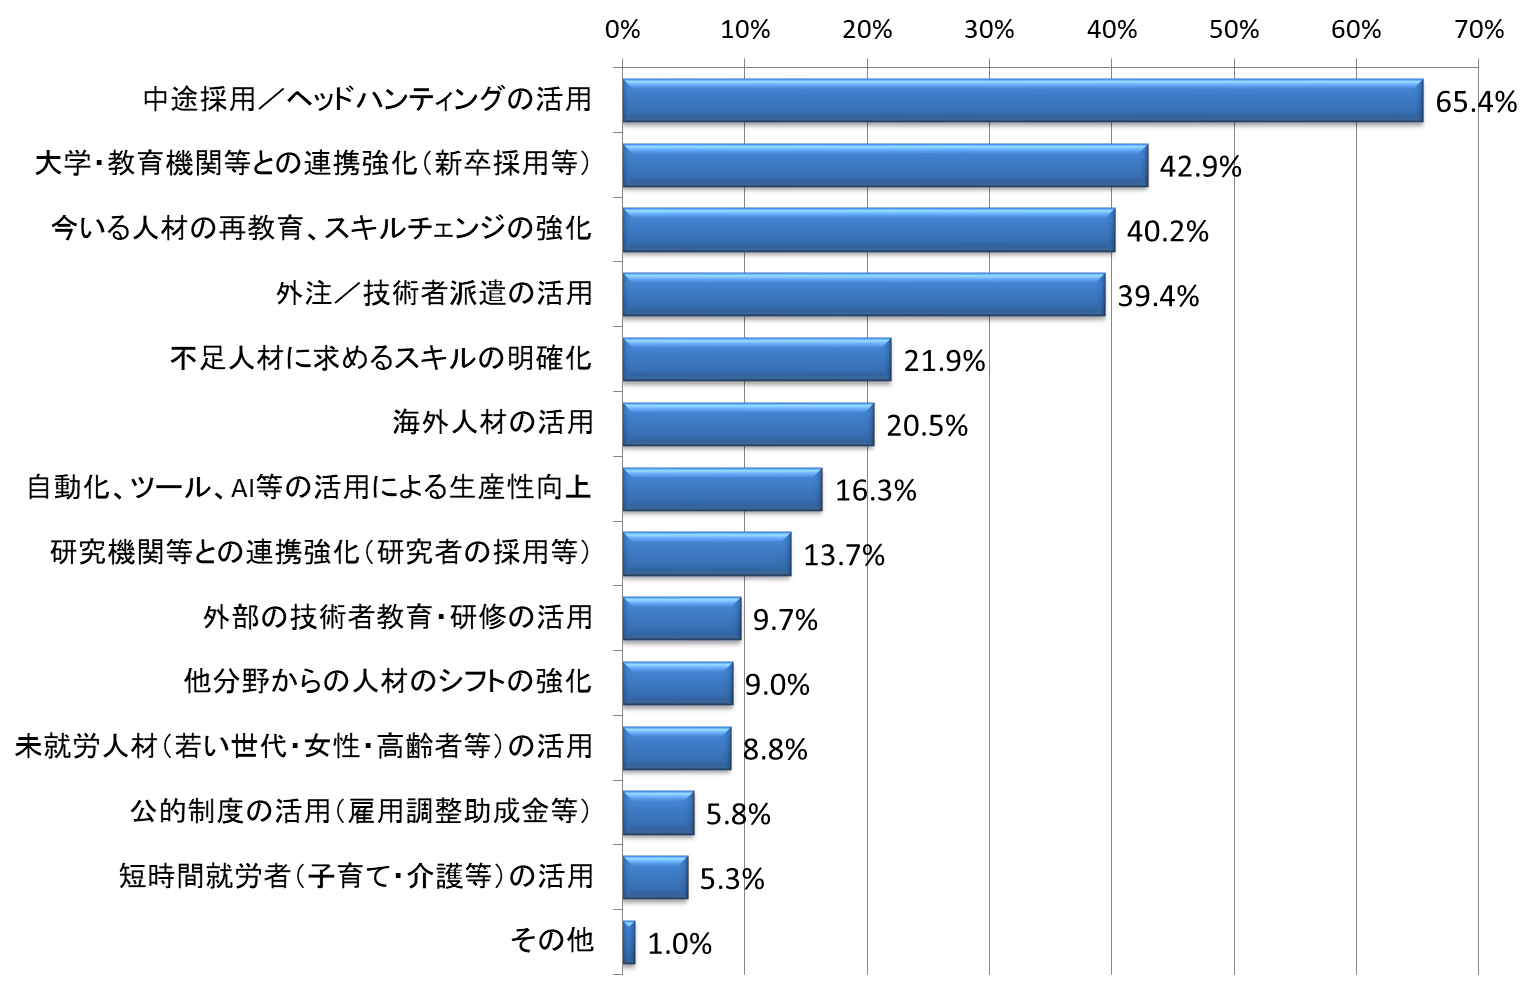 0% 10% 20% 30% 40% 50% 60% 70%
中途採用／ヘッドハンティングの活用 65.4%
大学・教育機関等との連携強化（新卒採用等） 42.9%
今いる人材の再教育、スキルチェンジの強化 40.2%
外注／技術者派遣の活用 39.4%
不足人材に求めるスキルの明確化 21.9%
海外人材の活用 20.5%
自動化、ツール、AI等の活用による生産性向上 16.3%
研究機関等との連携強化（研究者の採用等） 13.7%
外部の技術者教育・研修の活用 9.7%
他分野からの人材のシフトの強化 9.0%
未就労人材（若い世代・女性・高齢者等）の活用 8.8%
公的制度の活用（雇用調整助成金等） 5.8%
短時間就労者（子育て・介護等）の活用 5.3%
その他 1.0%